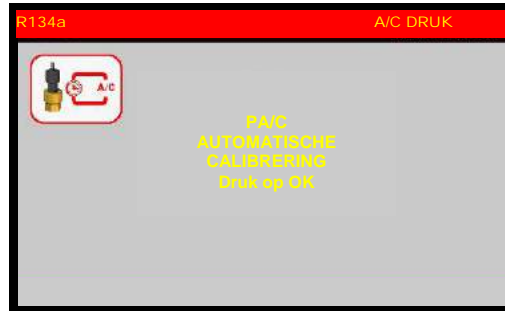 R134a A/C DRUK
A/C
PA/C
AUTOMATISCHE
CALIBRERING
Druk op OK